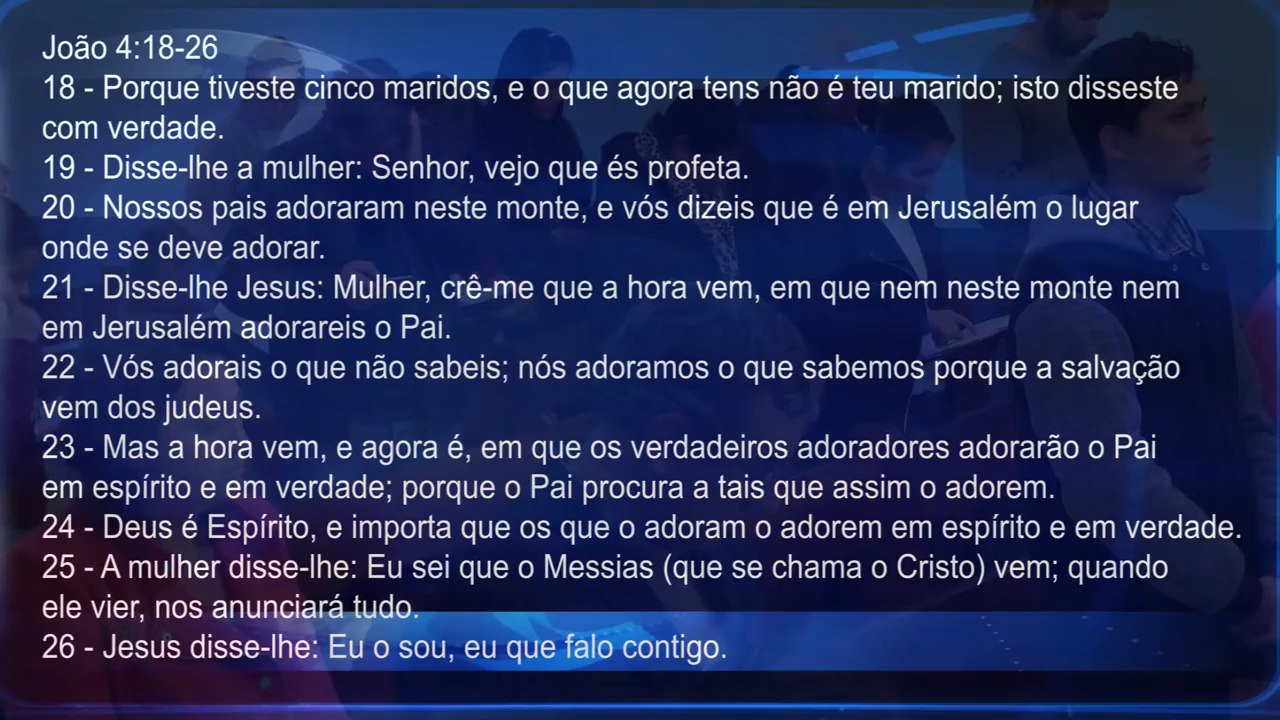 João 4:18-26
18 - Porque tiveste cinco maridos, e o que agora tens não é teu marido; isto disseste
com verdade.
19 - Disse-lhe a mulher: Senhor, vejo que és profeta.
20 - Nossos pais adoraram neste monte, e vós dizeis que é em Jerusalém o lugar
onde se deve adorar.
21 - Disse-lhe Jesus: Mulher, crê-me que a hora vem, em que nem neste monte nem
em Jerusalém adorareis o Pai.
22 - Vós adorais o que não sabeis; nós adoramos o que sabemos porque a salvação
vem dos judeus.
23 - Mas a hora vem, e agora é, em que os verdadeiros adoradores adorarão o Pai
em espírito e em verdade; porque o Pai procura a tais que assim o adorem.
24 - Deus é Espírito, e importa que os que o adoram o adorem em espírito e em verdade.
25 - A mulher disse-lhe: Eu sei que o Messias (que se chama o Cristo) vem; quando
ele vier, nos anunciará tudo.
26 - Jesus disse-lhe: Eu o sou, eu que falo contigo.